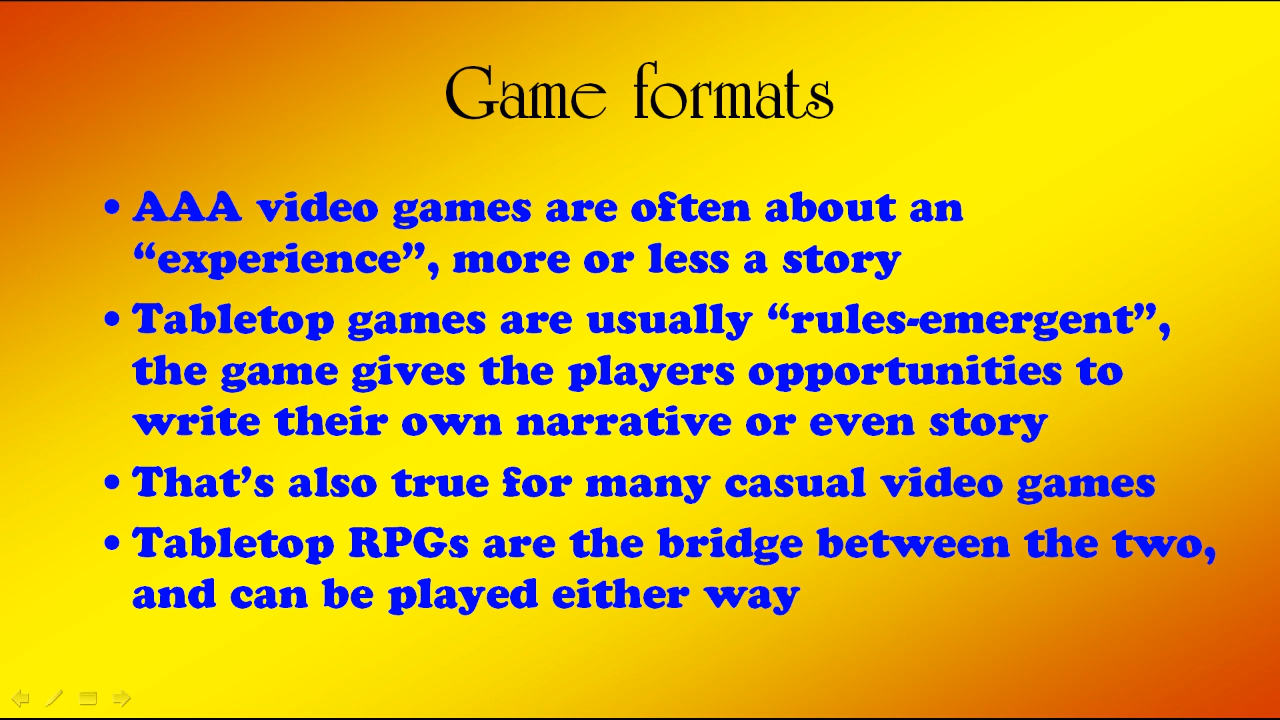 Game formats
• AAA video games are often about an
“experience”, more or less a story
• Tabletop games are usually “rules-emergent”,
the game gives the players opportunities to
write their own narrative or even story
• That’s also true for many casual video games
• Tabletop RPGs are the bridge between the two,
and can be played either way